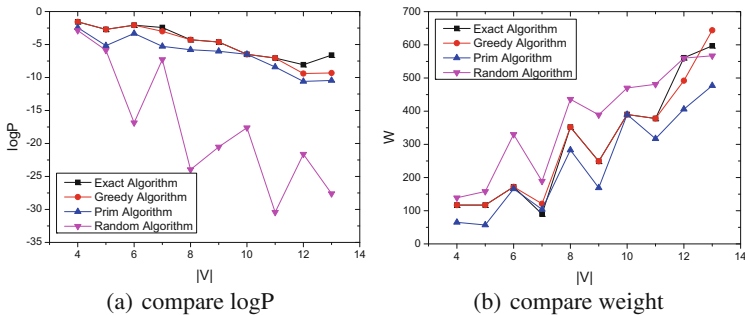 0
-5
-10
-15
-20
-25
-30
-35
logP
4 6 8 10 12 14
|V|
Exact Algorithm
Greedy Algorithm
Prim Algorithm
Random Algorithm
(a) compare logP
700
600
500
400
300
200
100
0
W
4 6 8 10 12 14
|V|
Exact Algorithm
Greedy Algorithm
Prim Algorithm
Random Algorithm
(b) compare weight